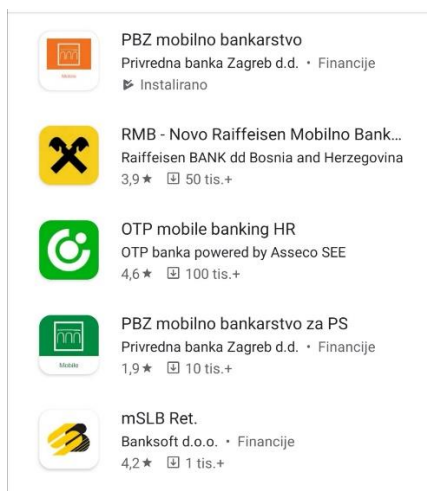 PBZ mobilno bankarstvo
Privredna banka Zagreb d.d. • Financije
Instalirano
RMB - Novo Raiffeisen Mobilno Bank...
Raiffeisen BANK dd Bosnia and Herzegovina
3,9★ 50 tis.+
OTP mobile banking HR
OTP banka powered by Asseco SEE
4,6★ 100 tis.+
Mobile
PBZ mobilno bankarstvo za PS
Privredna banka Zagreb d.d. • Financije
1,9★ 10 tis.+
mSLB Ret.
Banksoft d.o.o. • Financije
4,2★ 1 tis.+